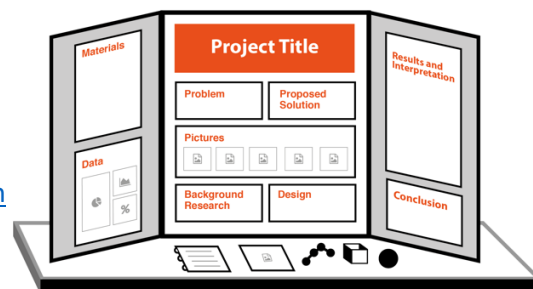 Materials
Data
%
Project Title
Problem
Proposed
Solution
Pictures
Background
Research
Design
Results and
Interpretation
Conclusion
n